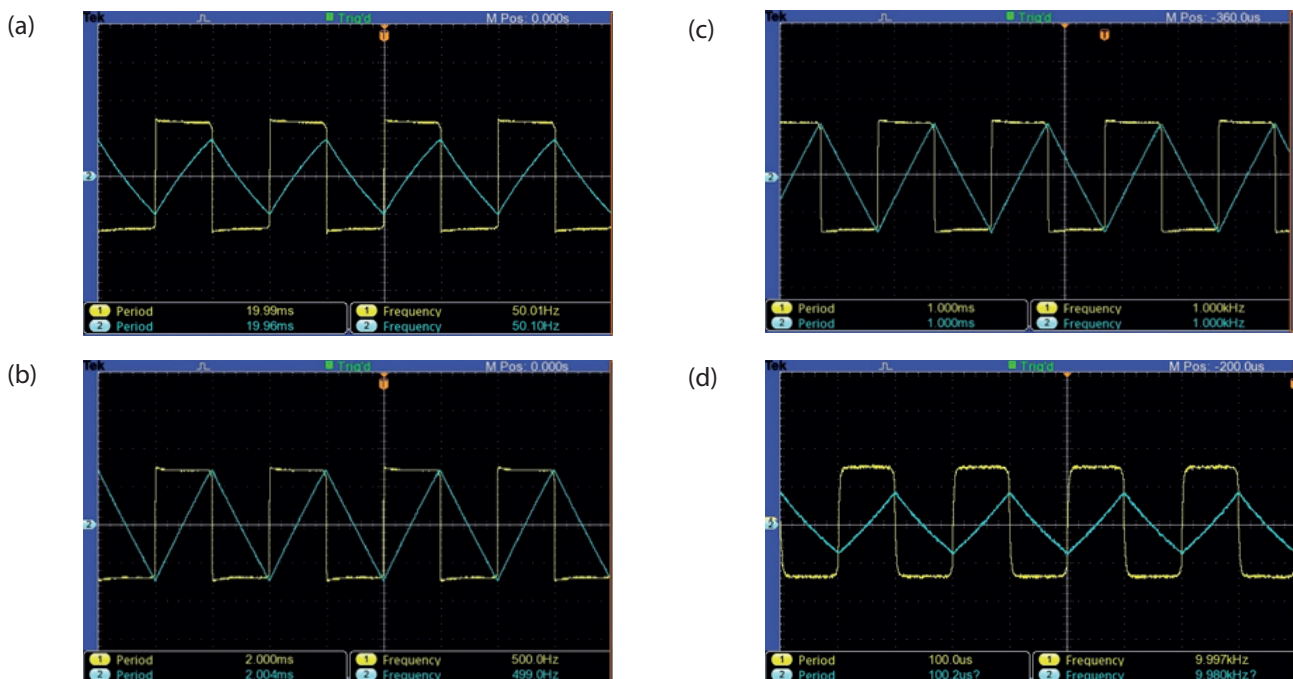 (a)
Tek Trig'd M Pos: 0.000s
T
2
1 Period 19.99ms 1 Frequency 50.01Hz
2 Period 19.96ms 2 Frequency 50.10Hz
(b)
Tek Trig'd M Pos: 0.000s
2
1 Period 2.000ms 1 Frequency 500.0Hz
2 Period 2.004ms 2 Frequency 499.0Hz
(c)
Tek Trig'd M Pos: -360.0us
T
2
1 Period 1.000ms 1 Frequency 1.000kHz
2 Period 1.000ms 2 Frequency 1.000kHz
(d)
Tek Trig'd M Pos: -200.0us
2
1 Period 100.0us 1 Frequency 9.997kHz
2 Period 100.2us? 2 Frequency 9.980kHz?